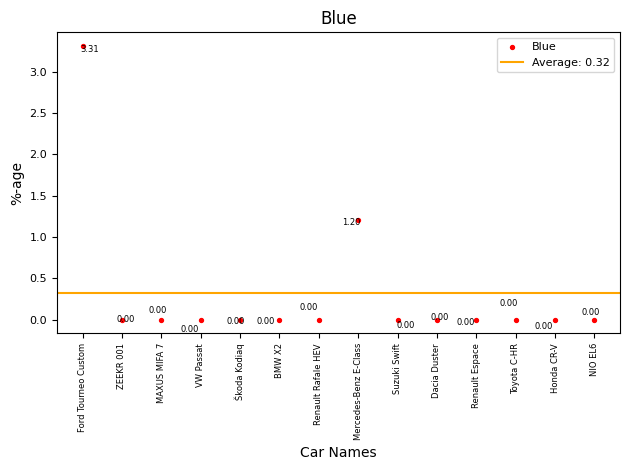 Blue
%-age
3.0
2.5
2.0
1.5
1.0
0.5
0.0
Blue
Average: 0.32
3.31
0.00
0.00
0.00
0.00
0.00
0.00
1.20
0.00
0.00
0.00
0.00
0.00
0.00
Ford Tourneo Custom
ZEEKR 001
MAXUS MIFA 7
VW Passat
Škoda Kodiaq
BMW X2
Renault Rafale HEV
Mercedes-Benz E-Class
Suzuki Swift
Dacia Duster
Renault Espace
Toyota C-HR
Honda CR-V
NIO EL6
Car Names